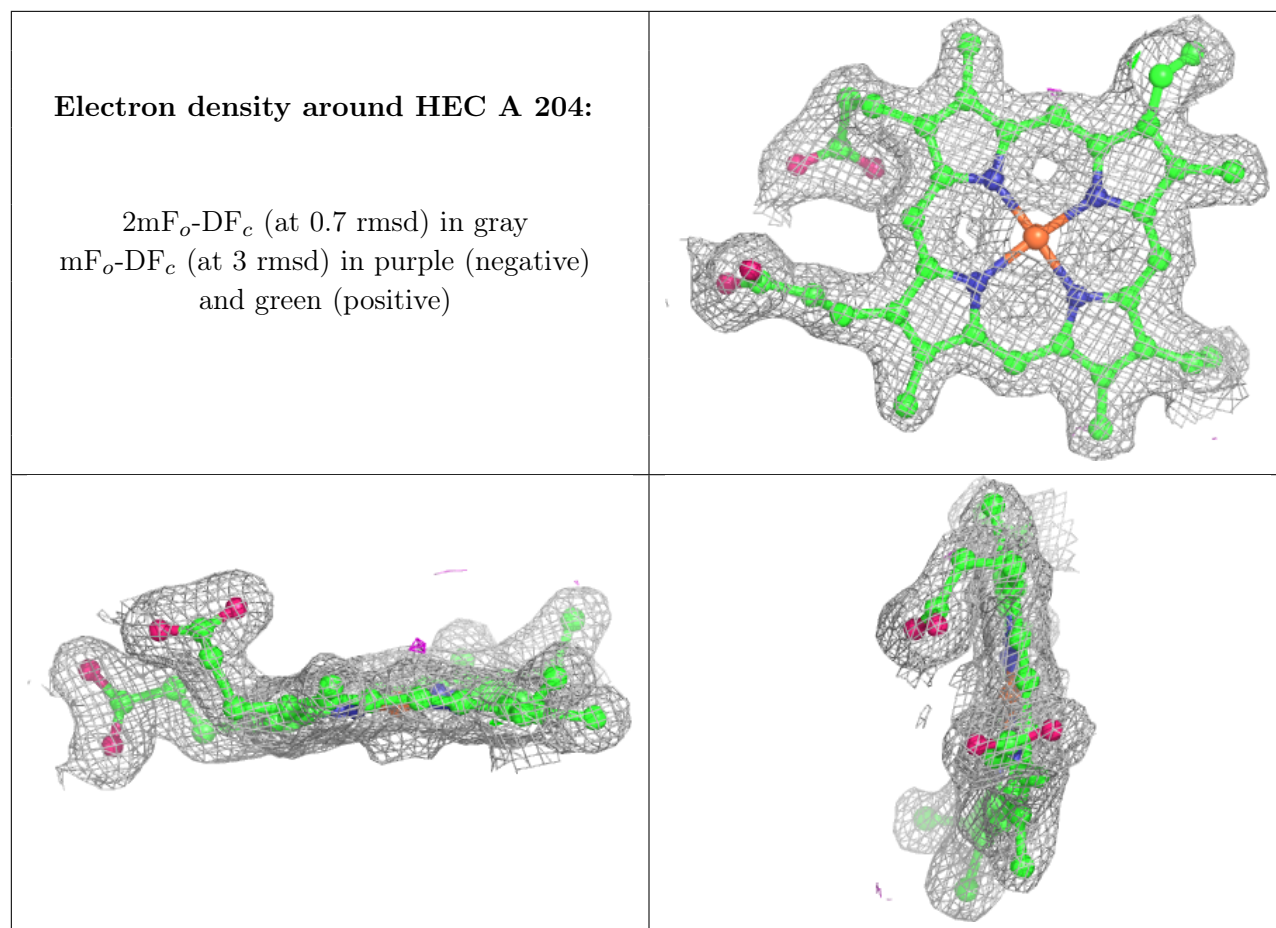 Electron density around HEC A 204:
2mFo-DFc (at 0.7 rmsd) in gray
mFo-DFc (at 3 rmsd) in purple (negative)
and green (positive)